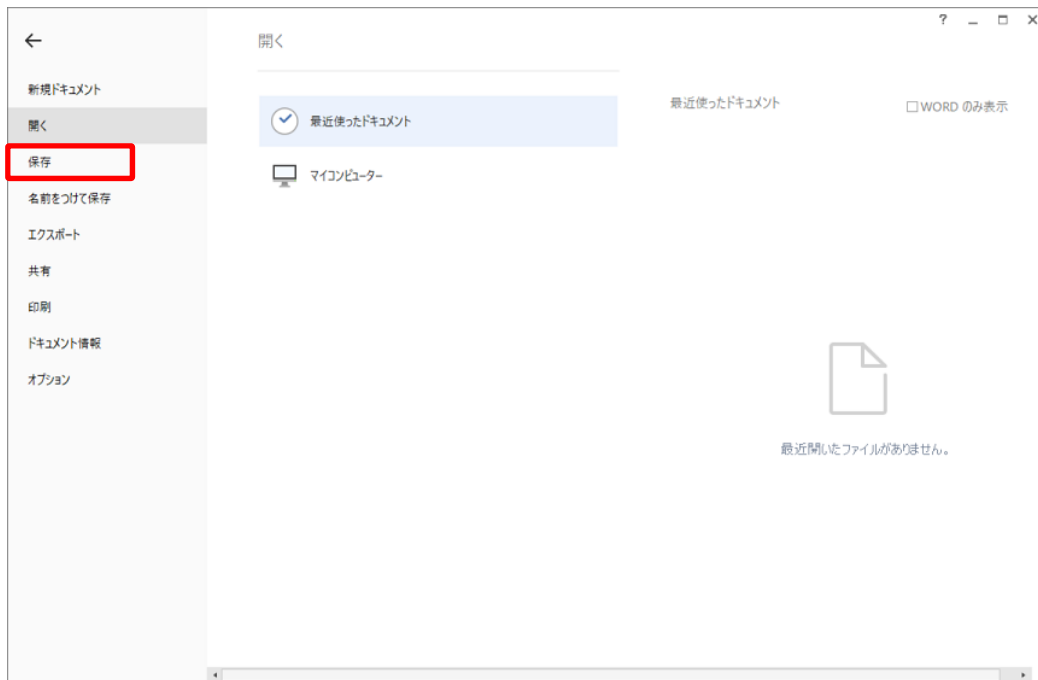 開く
新規ドキュメント
開く
保存
名前をつけて保存
エクスポート
共有
印刷
ドキュメント情報
オプション
最近使ったドキュメント
マイコンピューター
最近使ったドキュメント
WORD のみ表示
最近開いたファイルがありません。